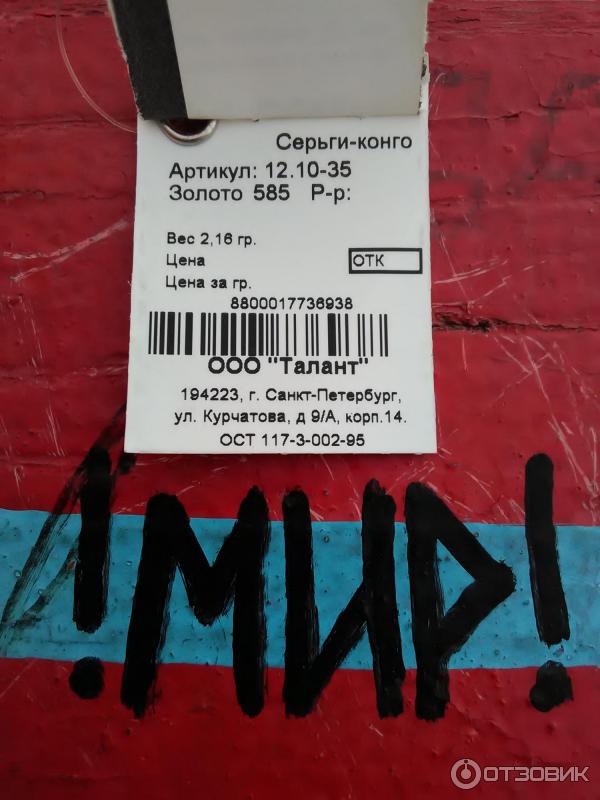 Серьги-конго
Артикул: 12.10-35
Золото 585 Р-р:
Вес 2,16 гр.
Цена ОТК
Цена за гр.
8800017736938
ООО "Талант"
194223, г. Санкт-Петербург,
ул. Курчатова, д 9/А, корп.14.
ОСТ 117-3-002-95
!МИР!
ОТЗОВИК